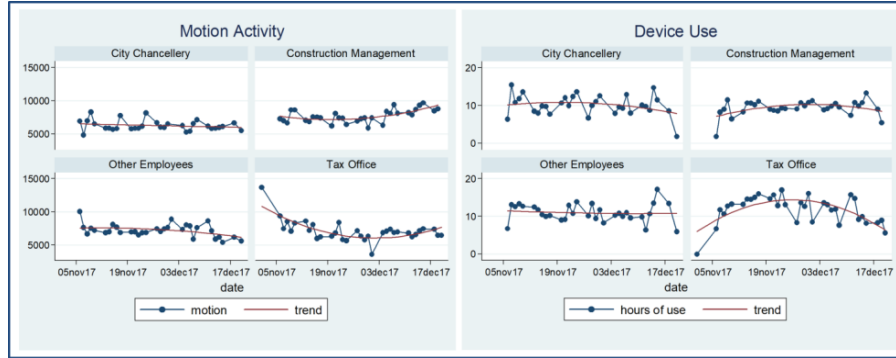 Motion Activity
City Chancellery
Construction Management
15000
10000
5000
Other Employees
Tax Office
15000
10000
5000
05nov17 19nov17 03dec17 17dec17
05nov17 19nov17 03dec17 17dec17
date
motion
trend
Device Use
City Chancellery
Construction Management
20
10
0
Other Employees
Tax Office
20
10
0
05nov17 19nov17 03dec17 17dec17
05nov17 19nov17 03dec17 17dec17
date
hours of use
trend